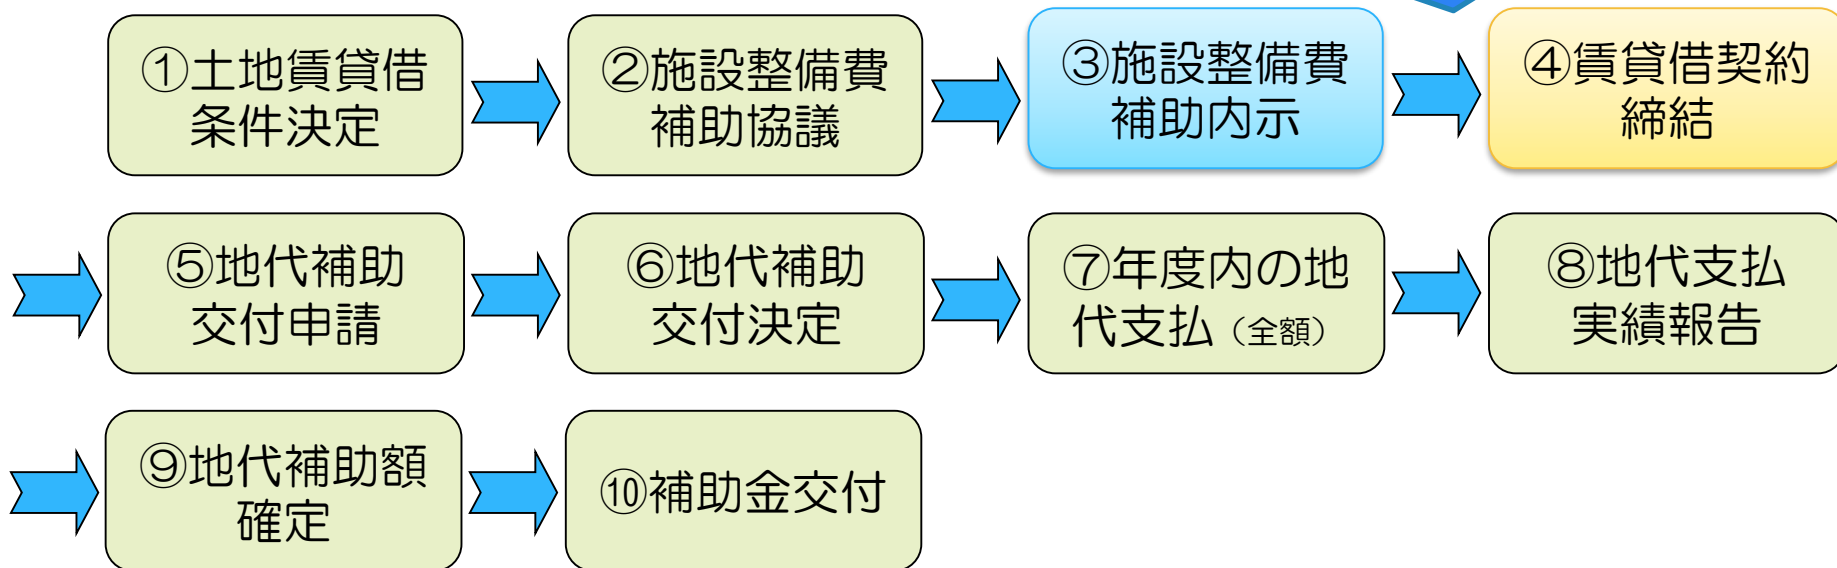 ①土地賃貸借
条件決定
②施設整備費
補助協議
③施設整備費
補助内示
④賃貸借契約
締結
⑤地代補助
交付申請
⑥地代補助
交付決定
⑦年度内の地
代支払（全額）
⑧地代支払
実績報告
⑨地代補助額
確定
⑩補助金交付